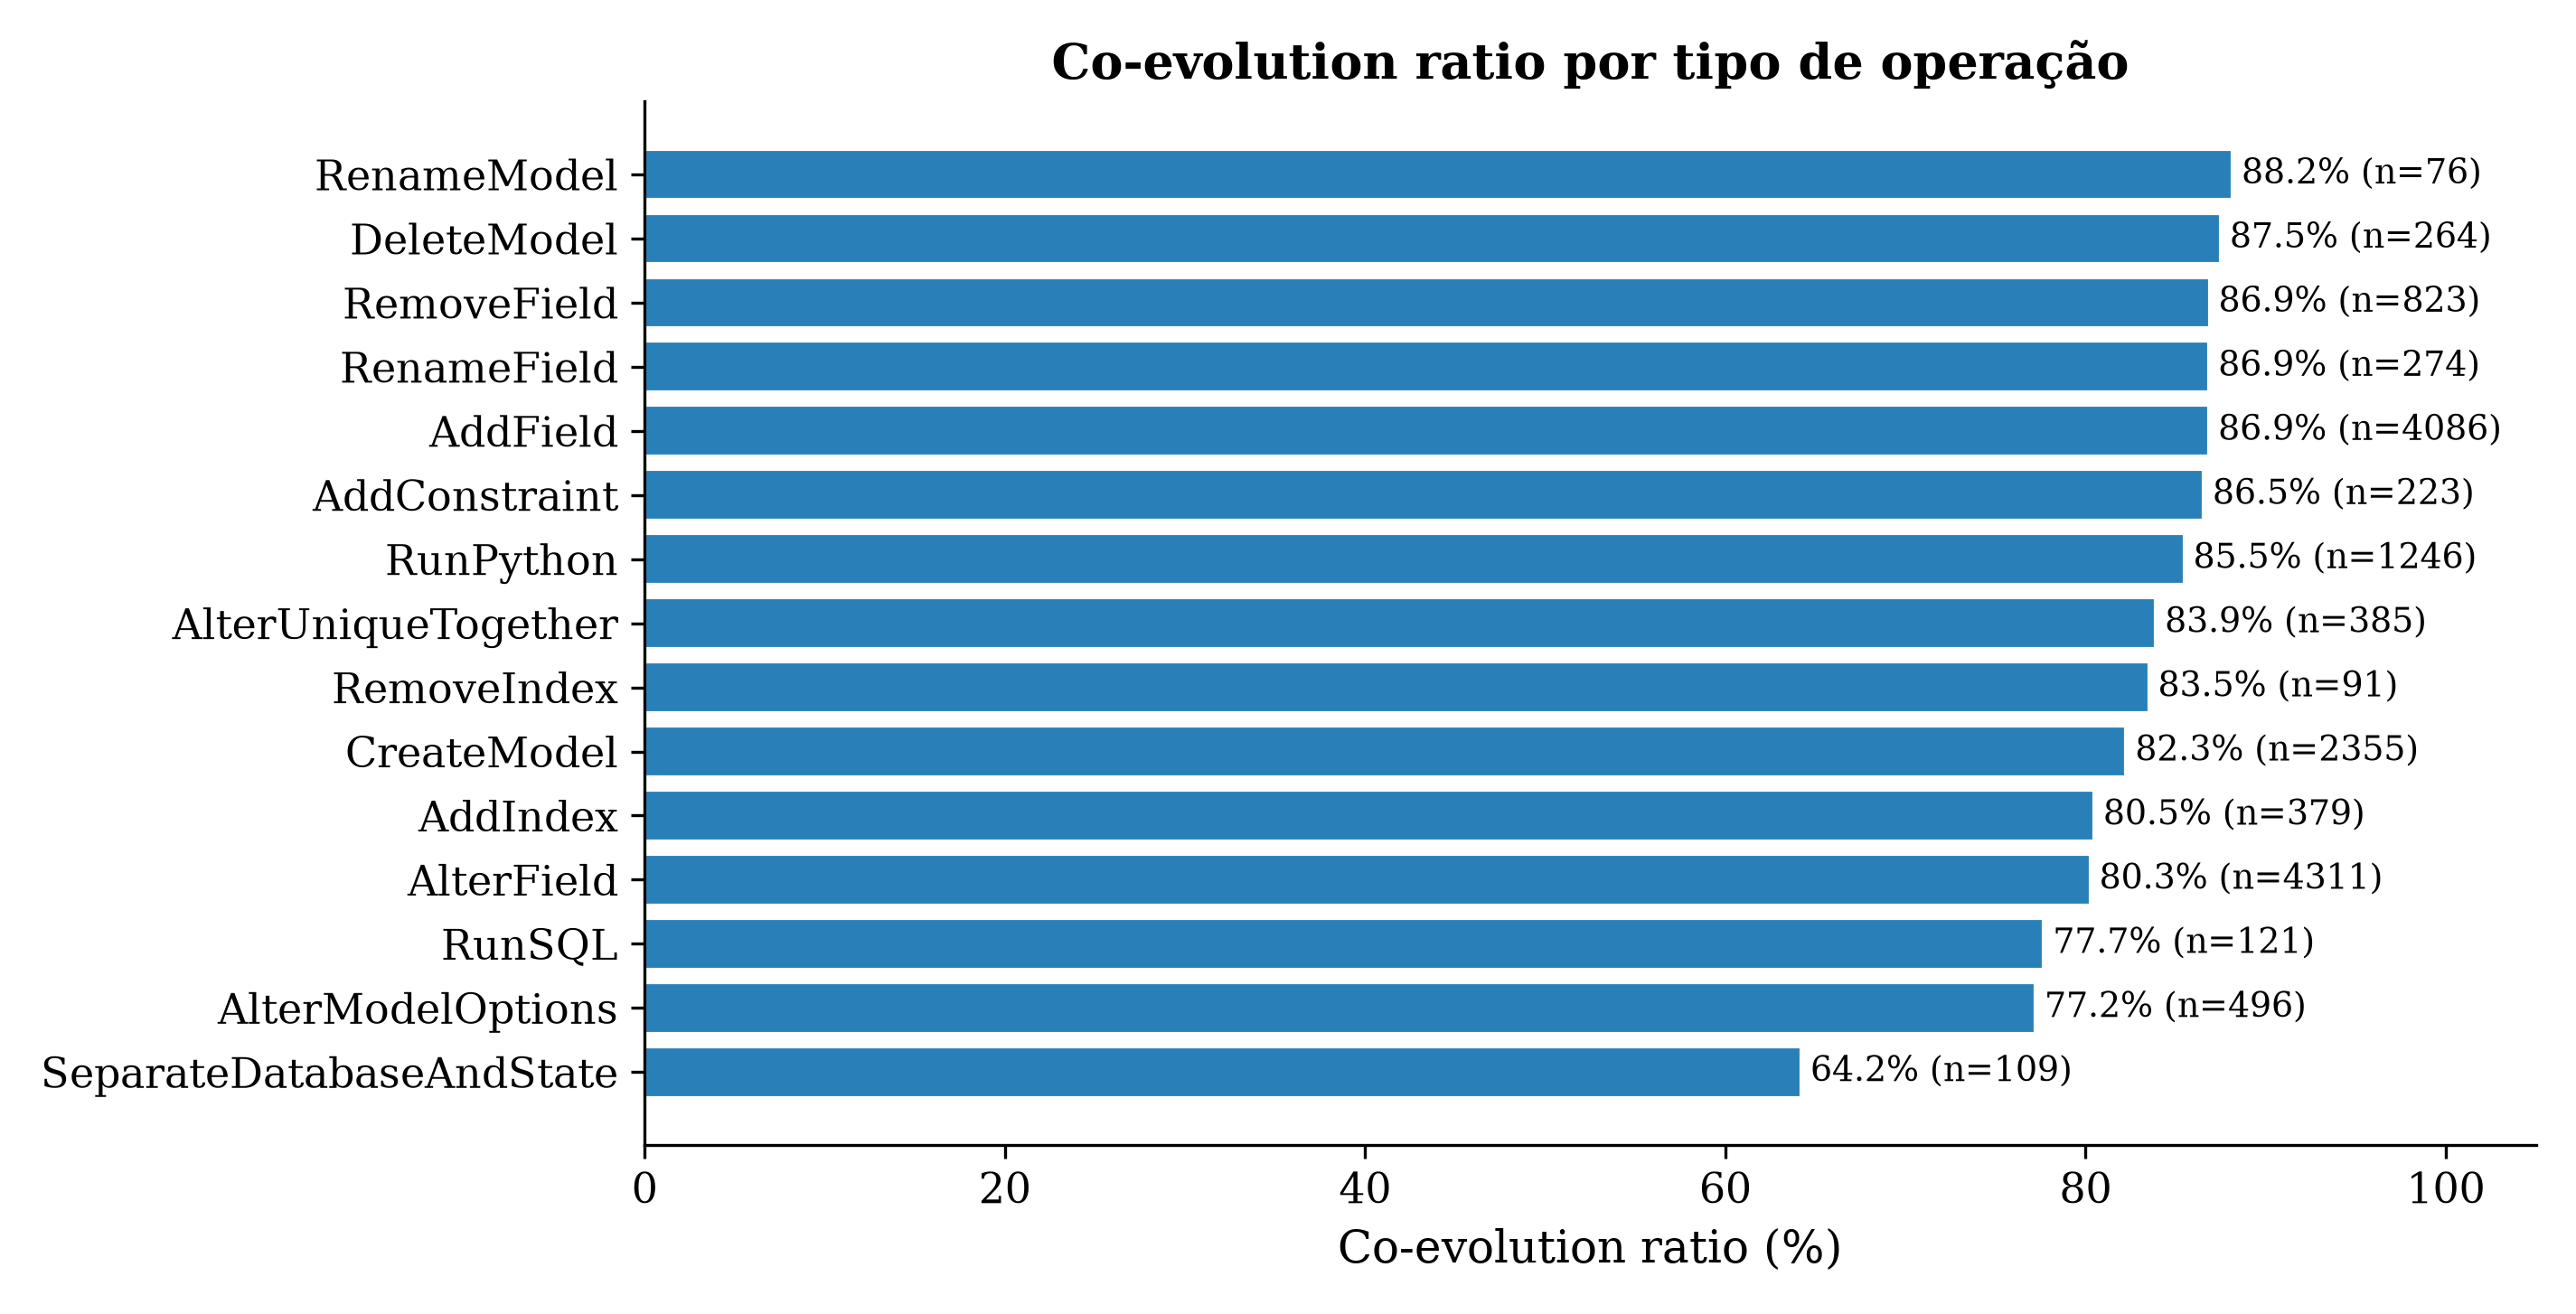 Co-evolution ratio por tipo de operação
RenameModel 88.2% (n=76)
DeleteModel 87.5% (n=264)
RemoveField 86.9% (n=823)
RenameField 86.9% (n=274)
AddField 86.9% (n=4086)
AddConstraint 86.5% (n=223)
RunPython 85.5% (n=1246)
AlterUniqueTogether 83.9% (n=385)
RemoveIndex 83.5% (n=91)
CreateModel 82.3% (n=2355)
AddIndex 80.5% (n=379)
AlterField 80.3% (n=4311)
RunSQL 77.7% (n=121)
AlterModelOptions 77.2% (n=496)
SeparateDatabaseAndState 64.2% (n=109)
0 20 40 60 80 100
Co-evolution ratio (%)